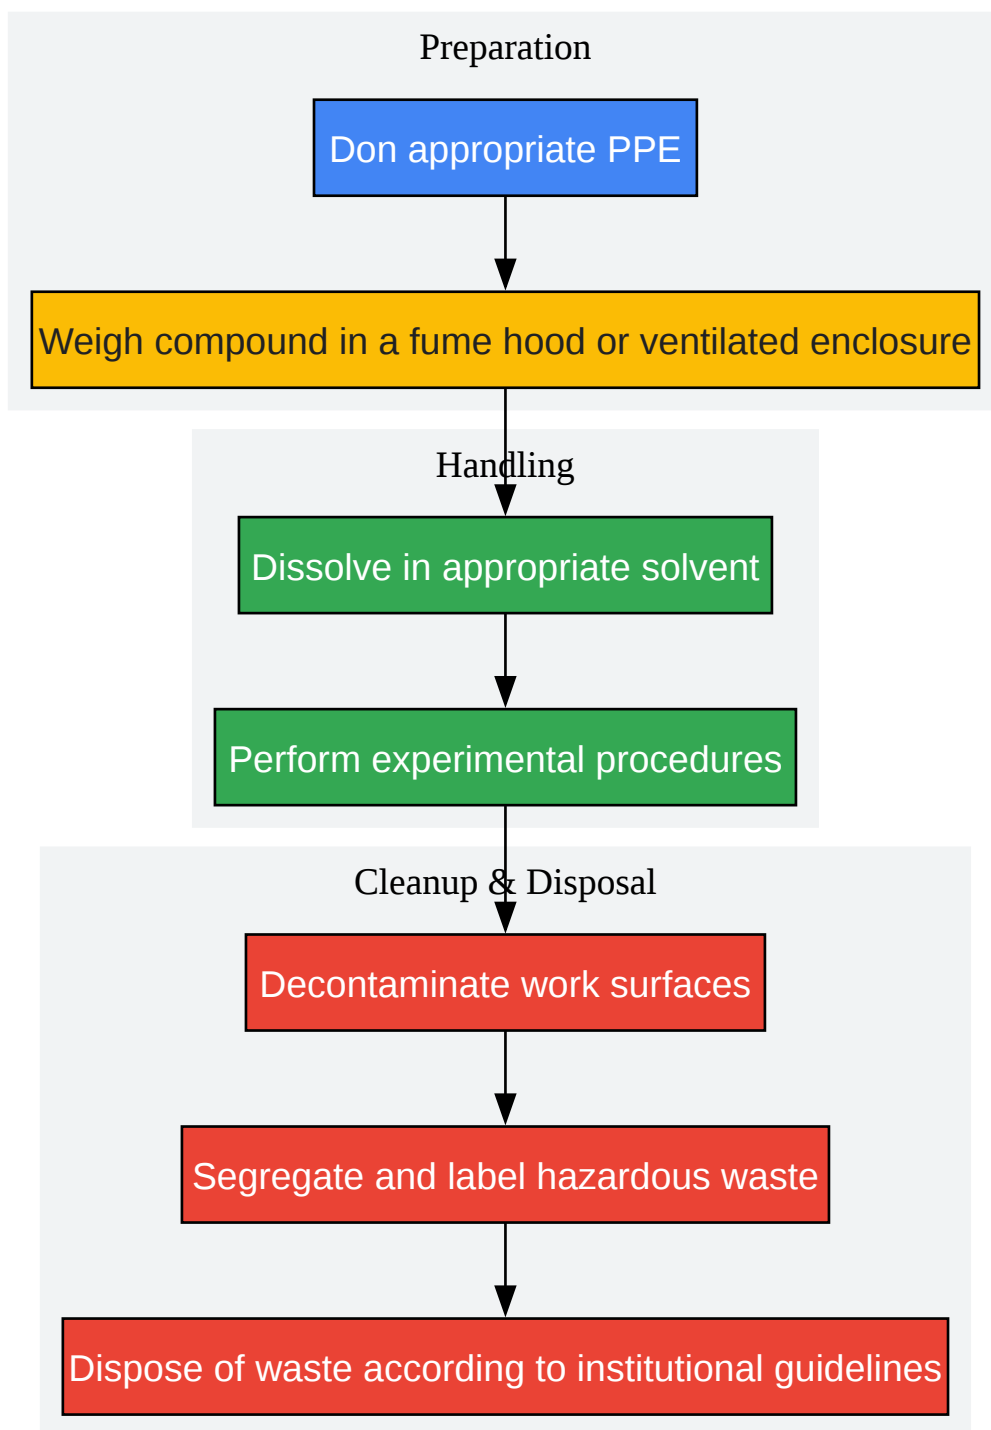 Preparation
Don appropriate PPE
Weigh compound in a fume hood or ventilated enclosure
Handling
Dissolve in appropriate solvent
Perform experimental procedures
Cleanup & Disposal
Decontaminate work surfaces
Segregate and label hazardous waste
Dispose of waste according to institutional guidelines